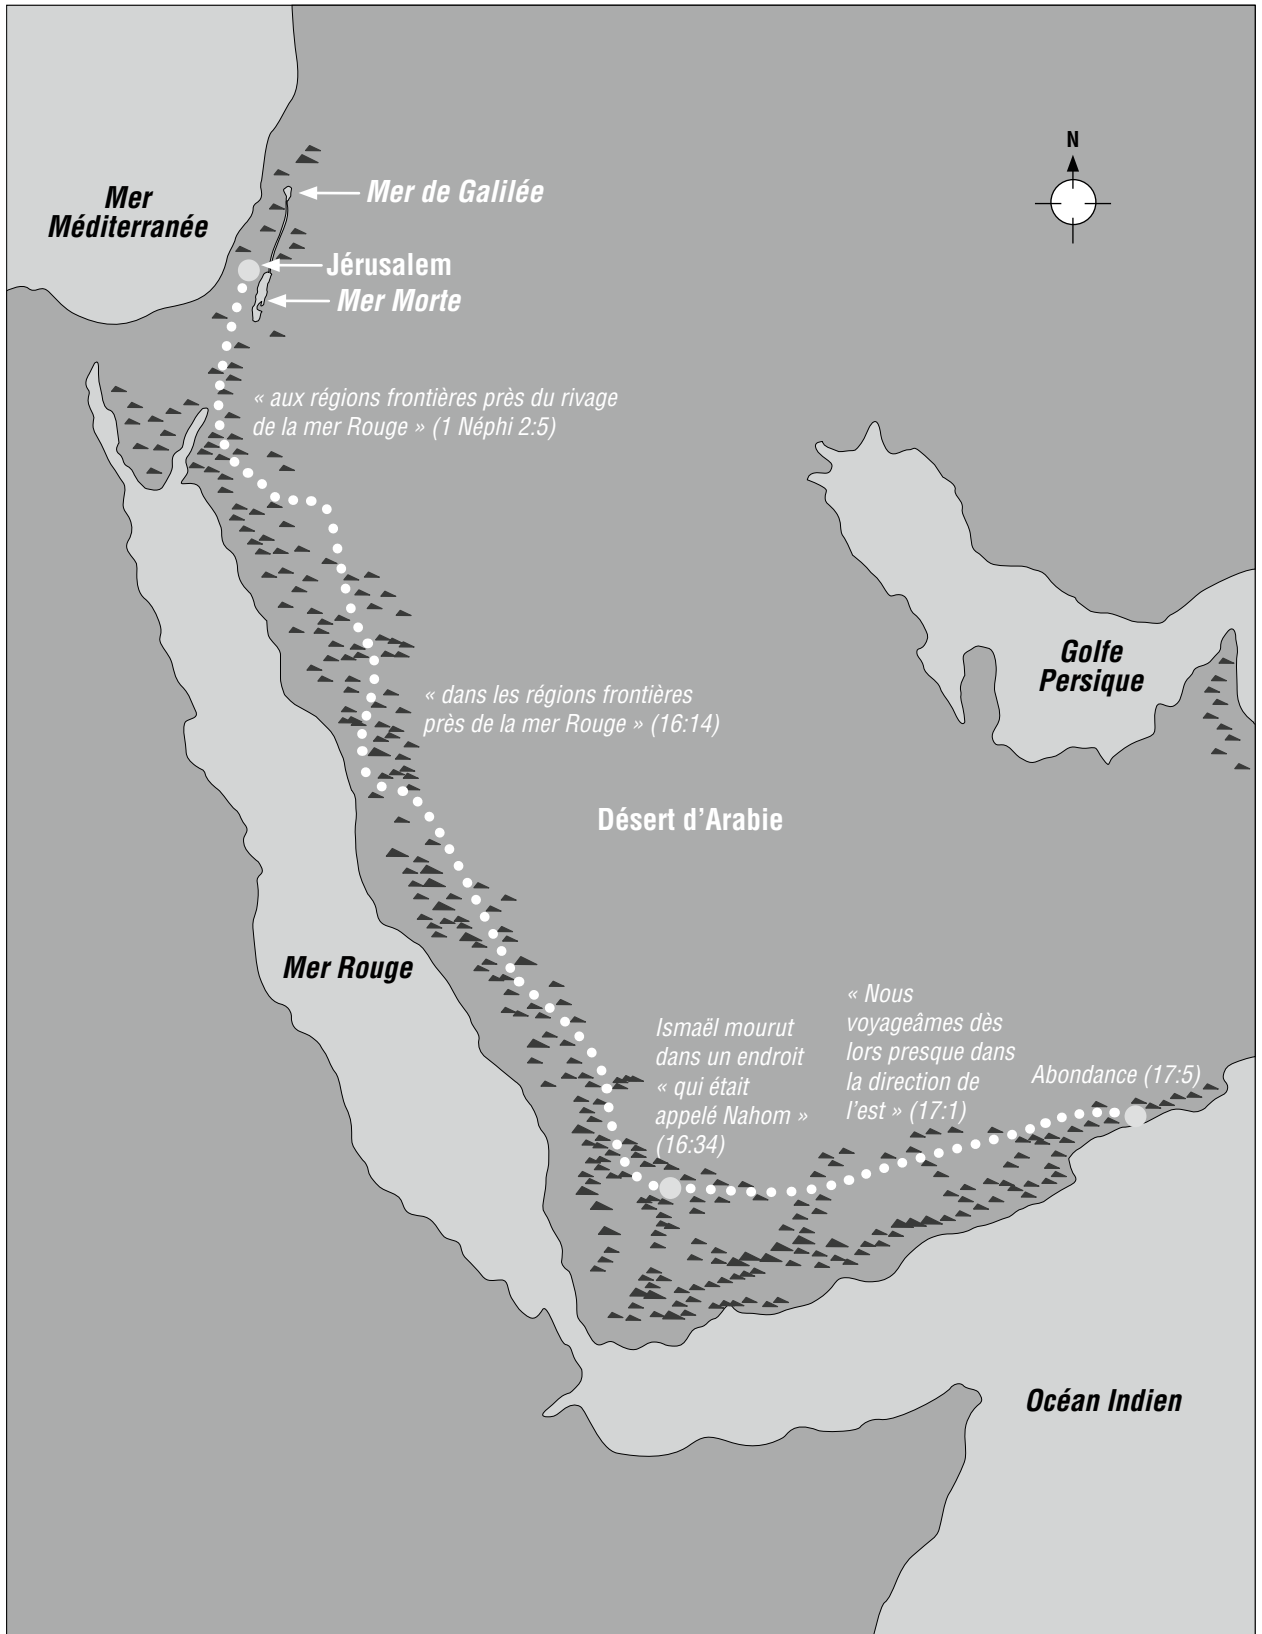 N
Mer
Méditerranée
Mer de Galilée
Jérusalem
Mer Morte
« aux régions frontières près du rivage
de la mer Rouge » (1 Néphi 2:5)
Golfe
Persique
« dans les régions frontières
près de la mer Rouge » (16:14)
Désert d’Arabie
Mer Rouge
Ismaël mourut
dans un endroit
« qui était
appelé Nahom »
(16:34)
« Nous
voyageâmes dès
lors presque dans
la direction de
l’est » (17:1)
Abondance (17:5)
Océan Indien